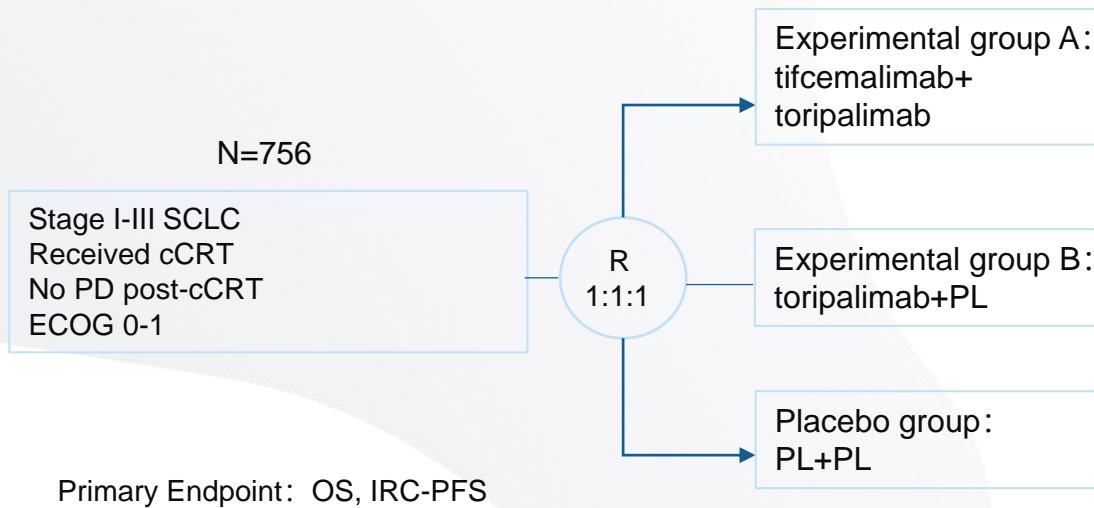 N=756
Stage I-III SCLC
Received cCRT
No PD post-cCRT
ECOG 0-1
R
1:1:1
Experimental group A：
tifcemalimab+
toripalimab
Experimental group B：
toripalimab+PL
Placebo group：
PL+PL
Primary Endpoint：OS, IRC-PFS